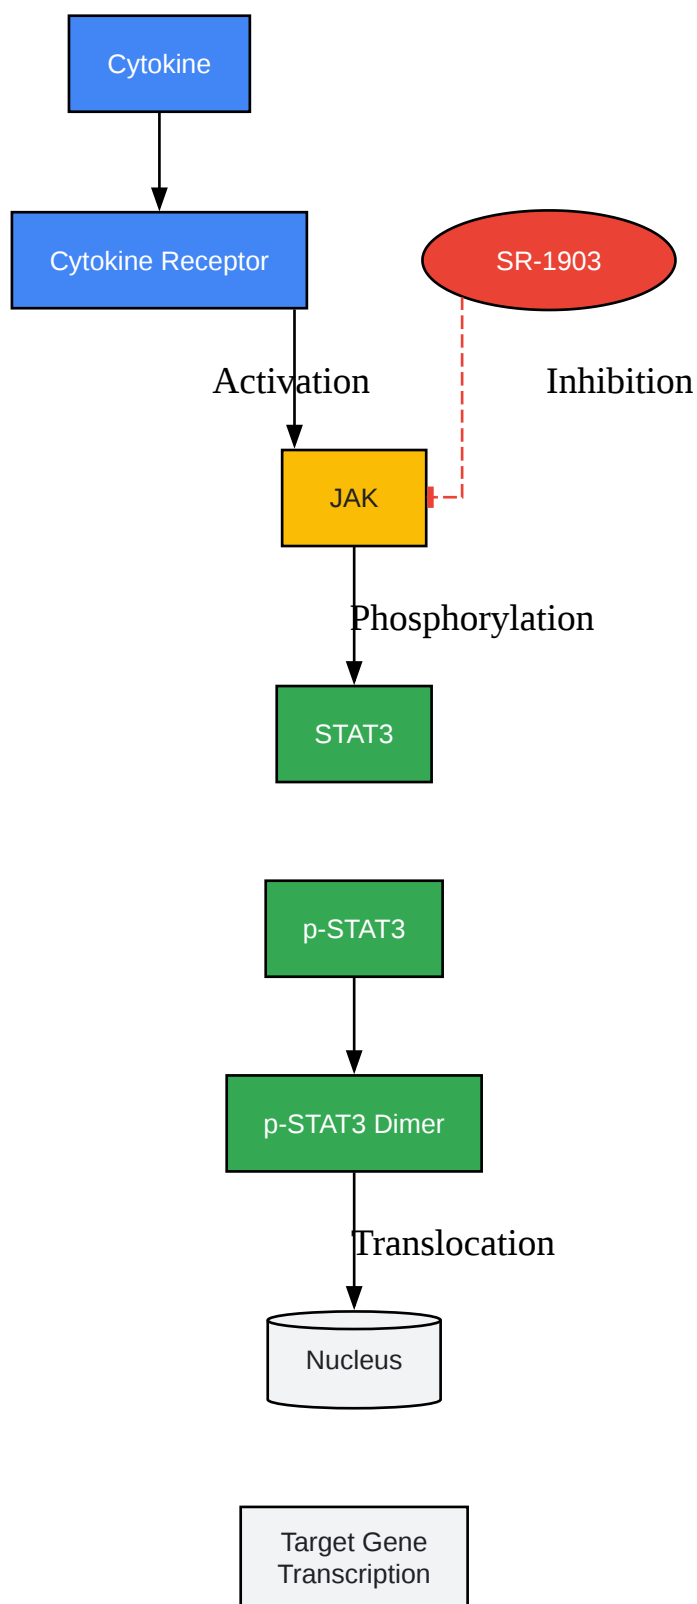 Cytokine
Cytokine Receptor
SR-1903
Activation
Inhibition
JAK
Phosphorylation
STAT3
p-STAT3
p-STAT3 Dimer
Translocation
Nucleus
Target Gene
Transcription